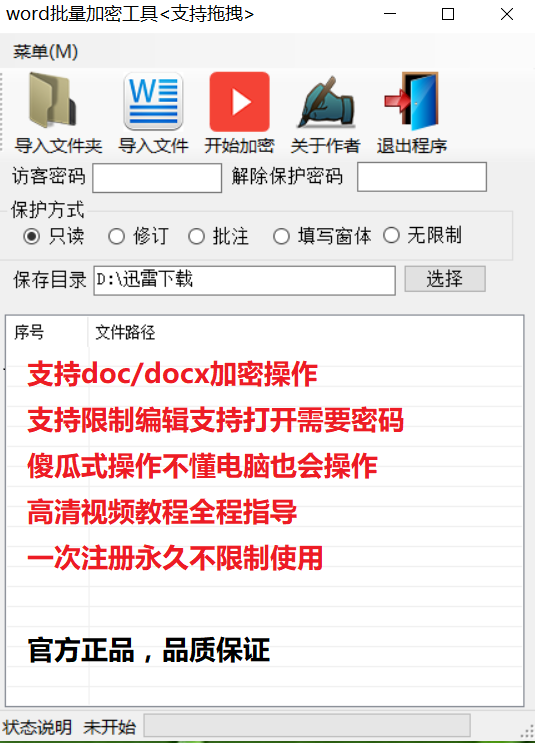 word批量加密工具<支持拖拽>
菜单(M)
导入文件夹 导入文件 开始加密 关于作者 退出程序
访客密码 解除保护密码
保护方式
只读 修订 批注 填写窗体 无限制
保存目录 D:\迅雷下载 选择
序号 文件路径
支持doc/docx加密操作
支持限制编辑支持打开需要密码
傻瓜式操作不懂电脑也会操作
高清视频教程全程指导
一次注册永久不限制使用
官方正品，品质保证
状态说明 未开始